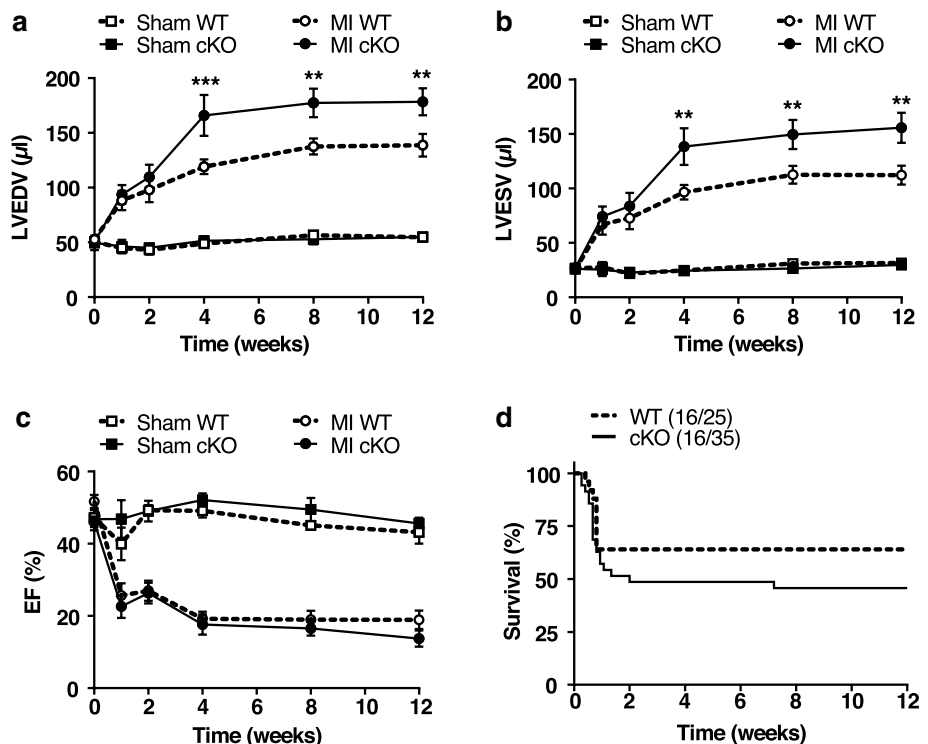 a
Sham WT
MI WT
Sham cKO
MI cKO
200
150
100
50
0
LVEDV (µl)
***
**
**
0 2 4 6 8 10 12
Time (weeks)
b
Sham WT
MI WT
Sham cKO
MI cKO
200
150
100
50
0
LVESV (µl)
**
**
**
0 2 4 6 8 10 12
Time (weeks)
c
Sham WT
MI WT
Sham cKO
MI cKO
60
40
20
0
EF (%)
0 2 4 6 8 10 12
Time (weeks)
d
WT (16/25)
cKO (16/35)
100
75
50
25
0
Survival (%)
0 2 4 6 8 10 12
Time (weeks)